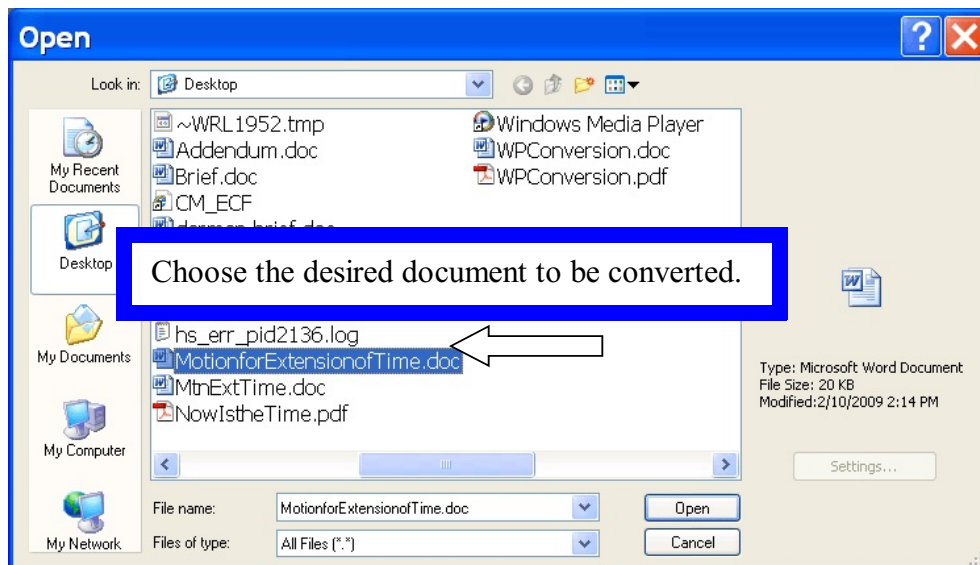 Open
Look in:
Desktop
My Recent
Documents
Desktop
My Documents
My Computer
My Network
~WRL1952.tmp
Addendum.doc
Brief.doc
CM_ECF
Windows Media Player
WPConversion.doc
WPConversion.pdf
Choose the desired document to be converted.
hs_err_pid2136.log
MotionforExtensionofTime.doc
MtnExtTime.doc
NowIstheTime.pdf
Type: Microsoft Word Document
File Size: 20 KB
Modified:2/10/2009 2:14 PM
Settings...
File name:
MotionforExtensionofTime.doc
Open
Files of type:
All Files (*.*)
Cancel